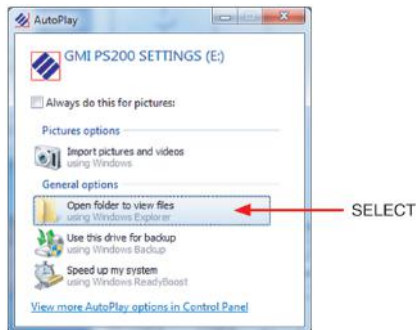 AutoPlay
GMI PS200 SETTINGS (E:)
Always do this for pictures:
Pictures options
Import pictures and videos
using Windows
General options
Open folder to view files
using Windows Explorer
SELECT
Use this drive for backup
using Windows Backup
Speed up my system
using Windows ReadyBoost
View more AutoPlay options in Control Panel